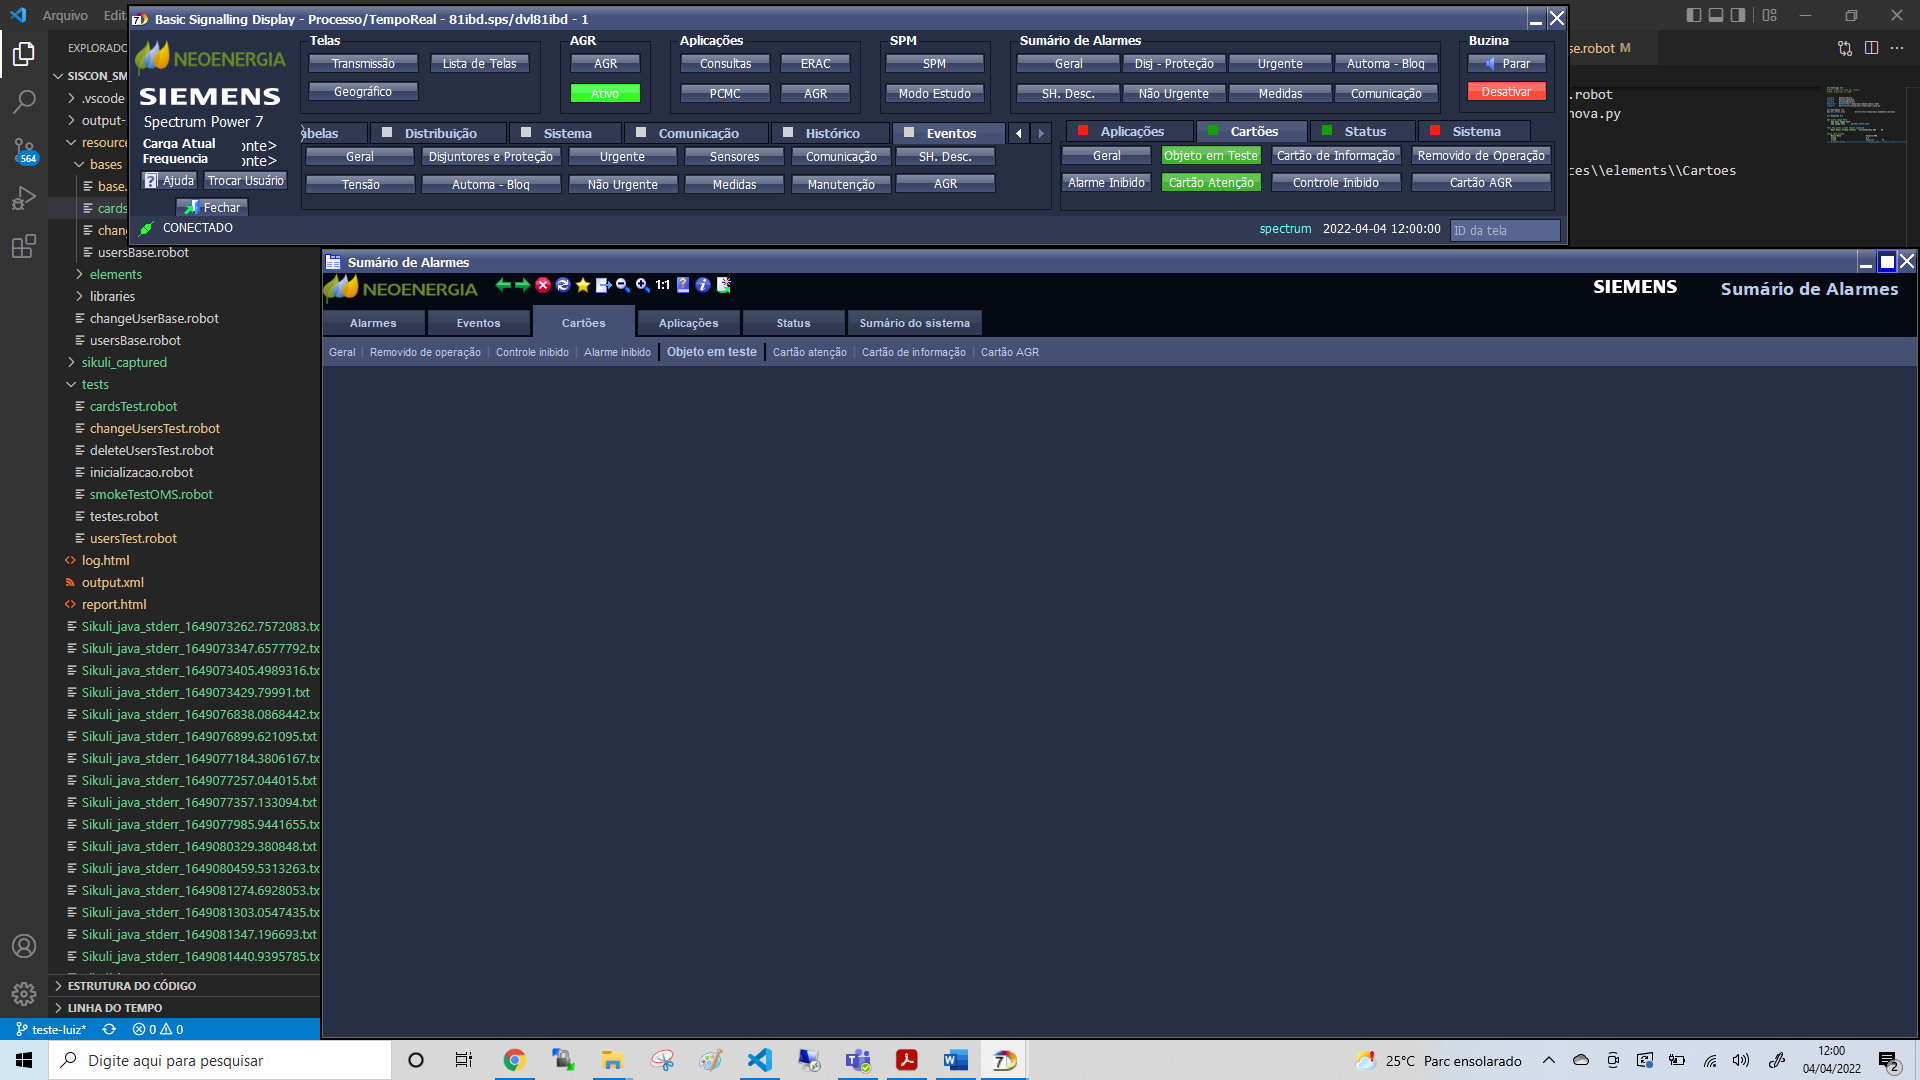 Arquivo
Basic Signalling Display - Processo/TempoReal - 81ibd.sps/dvl81ibd - 1
EXPLORADO
NEOENERGIA
SIEMENS
Spectrum Power 7
Carga Atual
onte>
Frequencia
onte>
Ajuda
Trocar Usuário
Fechar
CONECTADO
Telas
Transmissão
Lista de Telas
Geográfico
AGR
AGR
Ativo
Aplicações
Consultas
ERAC
PCMC
AGR
SPM
SPM
Modo Estudo
Sumário de Alarmes
Geral
Disj - Proteção
Urgente
Automa - Bloq
SH. Desc.
Não Urgente
Medidas
Comunicação
Buzina
Parar
Desativar
abelas
Distribuição
Sistema
Comunicação
Histórico
Eventos
Geral
Disjuntores e Proteção
Urgente
Sensores
Comunicação
SH. Desc.
Tensão
Automa - Bloq
Não Urgente
Medidas
Manutenção
AGR
Aplicações
Cartões
Status
Sistema
Geral
Objeto em Teste
Cartão de Informação
Removido de Operação
Alarme Inibido
Cartão Atenção
Controle Inibido
Cartão AGR
spectrum
2022-04-04 12:00:00
ID da tela
se.robot M
.robot
nova.py
ces\\elements\\Cartoes
SISCON_SM
.vscode
output-
resource
bases
base.
cards
chan
usersBase.robot
elements
libraries
changeUserBase.robot
usersBase.robot
sikuli_captured
tests
cardsTest.robot
changeUsersTest.robot
deleteUsersTest.robot
inicializacao.robot
smokeTestOMS.robot
testes.robot
usersTest.robot
log.html
output.xml
report.html
Sikuli_java_stderr_1649073262.7572083.tx
Sikuli_java_stderr_1649073347.6577792.tx
Sikuli_java_stderr_1649073405.4989316.tx
Sikuli_java_stderr_1649073429.79991.txt
Sikuli_java_stderr_1649076838.0868442.tx
Sikuli_java_stderr_1649076899.621095.txt
Sikuli_java_stderr_1649077184.3806167.tx
Sikuli_java_stderr_1649077257.044015.txt
Sikuli_java_stderr_1649077357.133094.txt
Sikuli_java_stderr_1649077985.9441655.tx
Sikuli_java_stderr_1649080329.380848.txt
Sikuli_java_stderr_1649080459.5313263.tx
Sikuli_java_stderr_1649081274.6928053.tx
Sikuli_java_stderr_1649081303.0547435.tx
Sikuli_java_stderr_1649081347.196693.txt
Sikuli_java_stderr_1649081440.9395785.tx
ESTRUTURA DO CÓDIGO
LINHA DO TEMPO
564
teste-luiz*
0
0
Sumário de Alarmes
NEOENERGIA
1:1
SIEMENS
Sumário de Alarmes
Alarmes
Eventos
Cartões
Aplicações
Status
Sumário do sistema
Geral
Removido de operação
Controle inibido
Alarme inibido
Objeto em teste
Cartão atenção
Cartão de informação
Cartão AGR
Digite aqui para pesquisar
25°C Parc ensolarado
12:00
04/04/2022
2